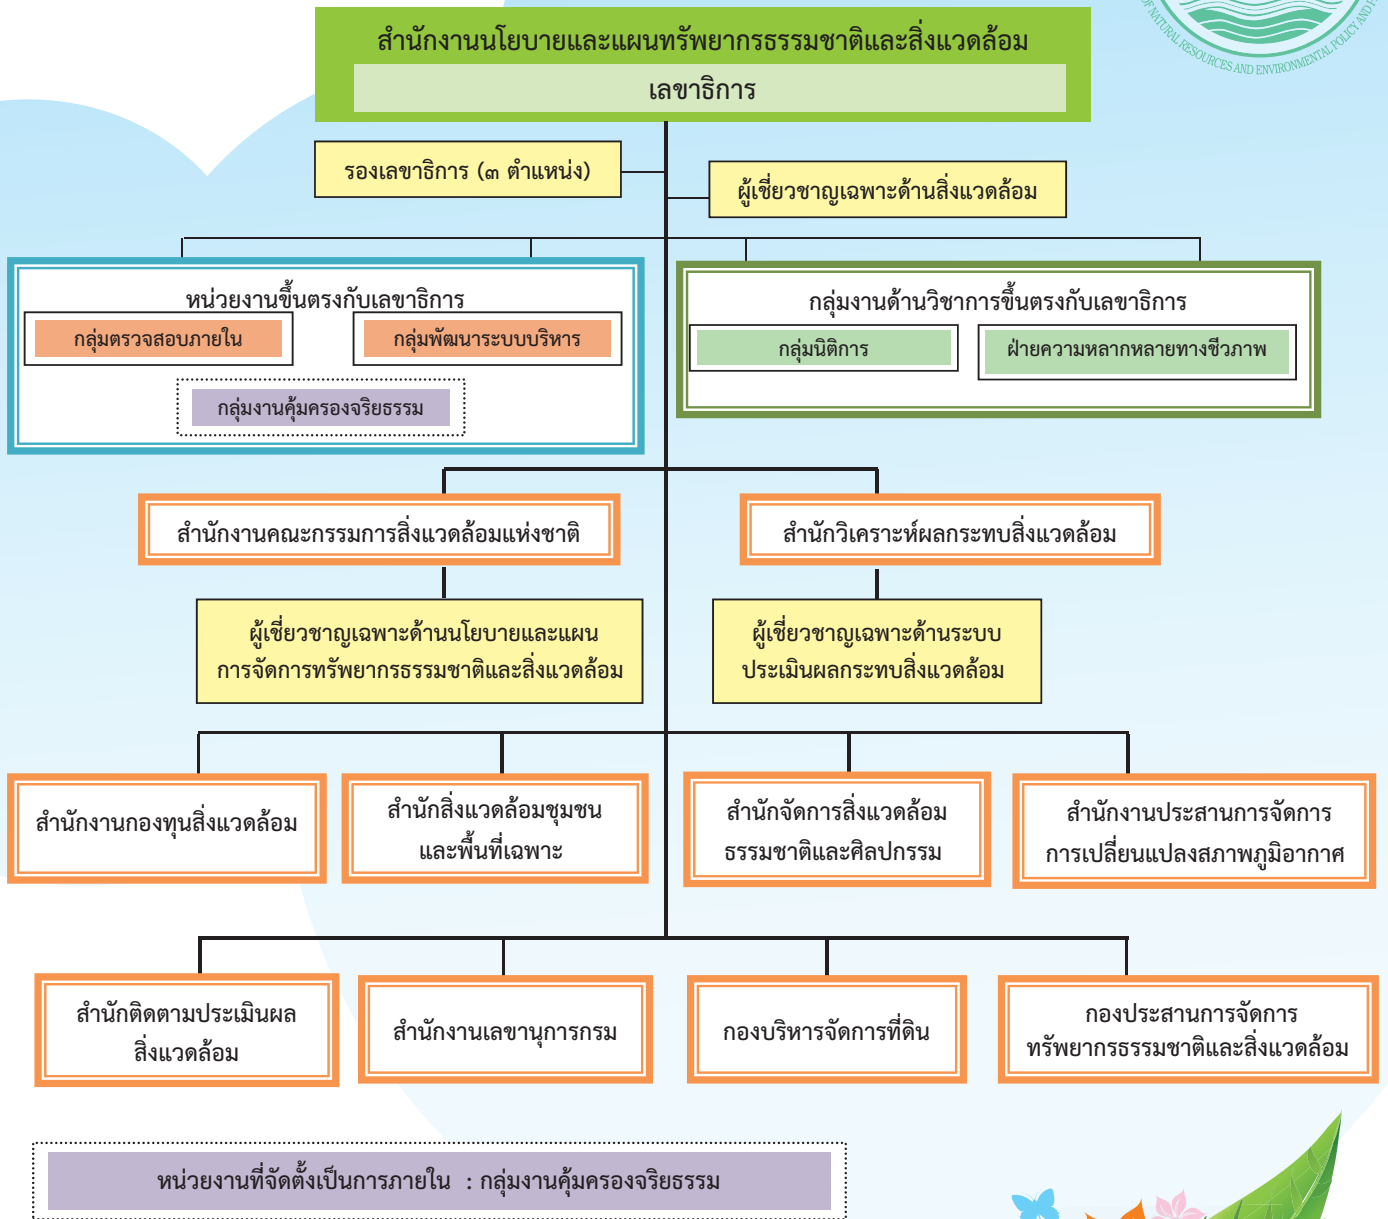 สำนักงานนโยบายและแผนทรัพยากรธรรมชาติและสิ่งแวดล้อม
เลขาธิการ
OF NATURAL RESOURCES AND ENVIRONMENTAL POLICY AND
รองเลขาธิการ (๓ ตำแหน่ง)
ผู้เชี่ยวชาญเฉพาะด้านสิ่งแวดล้อม
หน่วยงานขึ้นตรงกับเลขาธิการ
กลุ่มตรวจสอบภายใน
กลุ่มพัฒนาระบบบริหาร
กลุ่มงานคุ้มครองจริยธรรม
กลุ่มงานด้านวิชาการขึ้นตรงกับเลขาธิการ
กลุ่มนิติการ
ฝ่ายความหลากหลายทางชีวภาพ
สำนักงานคณะกรรมการสิ่งแวดล้อมแห่งชาติ
สำนักวิเคราะห์ผลกระทบสิ่งแวดล้อม
ผู้เชี่ยวชาญเฉพาะด้านนโยบายและแผน
การจัดการทรัพยากรธรรมชาติและสิ่งแวดล้อม
ผู้เชี่ยวชาญเฉพาะด้านระบบ
ประเมินผลกระทบสิ่งแวดล้อม
สำนักงานกองทุนสิ่งแวดล้อม
สำนักสิ่งแวดล้อมชุมชน
และพื้นที่เฉพาะ
สำนักจัดการสิ่งแวดล้อม
ธรรมชาติและศิลปกรรม
สำนักงานประสานการจัดการ
การเปลี่ยนแปลงสภาพภูมิอากาศ
สำนักติดตามประเมินผล
สิ่งแวดล้อม
สำนักงานเลขานุการกรม
กองบริหารจัดการที่ดิน
กองประสานการจัดการ
ทรัพยากรธรรมชาติและสิ่งแวดล้อม
หน่วยงานที่จัดตั้งเป็นการภายใน : กลุ่มงานคุ้มครองจริยธรรม